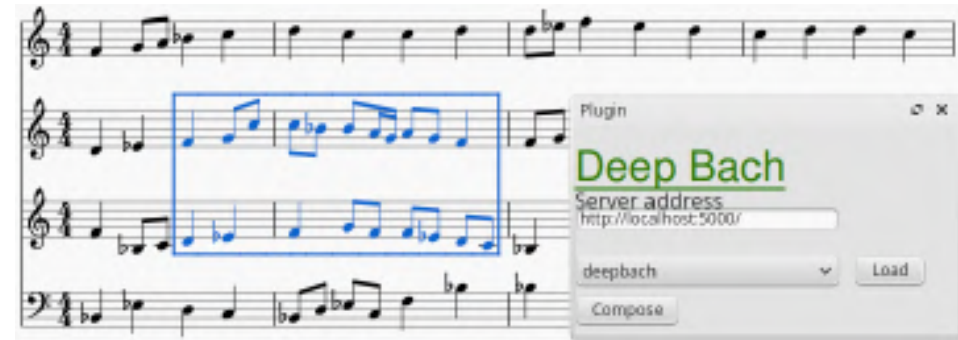 Plugin
Deep Bach
Server address
http://localhost:5000/
deepbach
Load
Compose